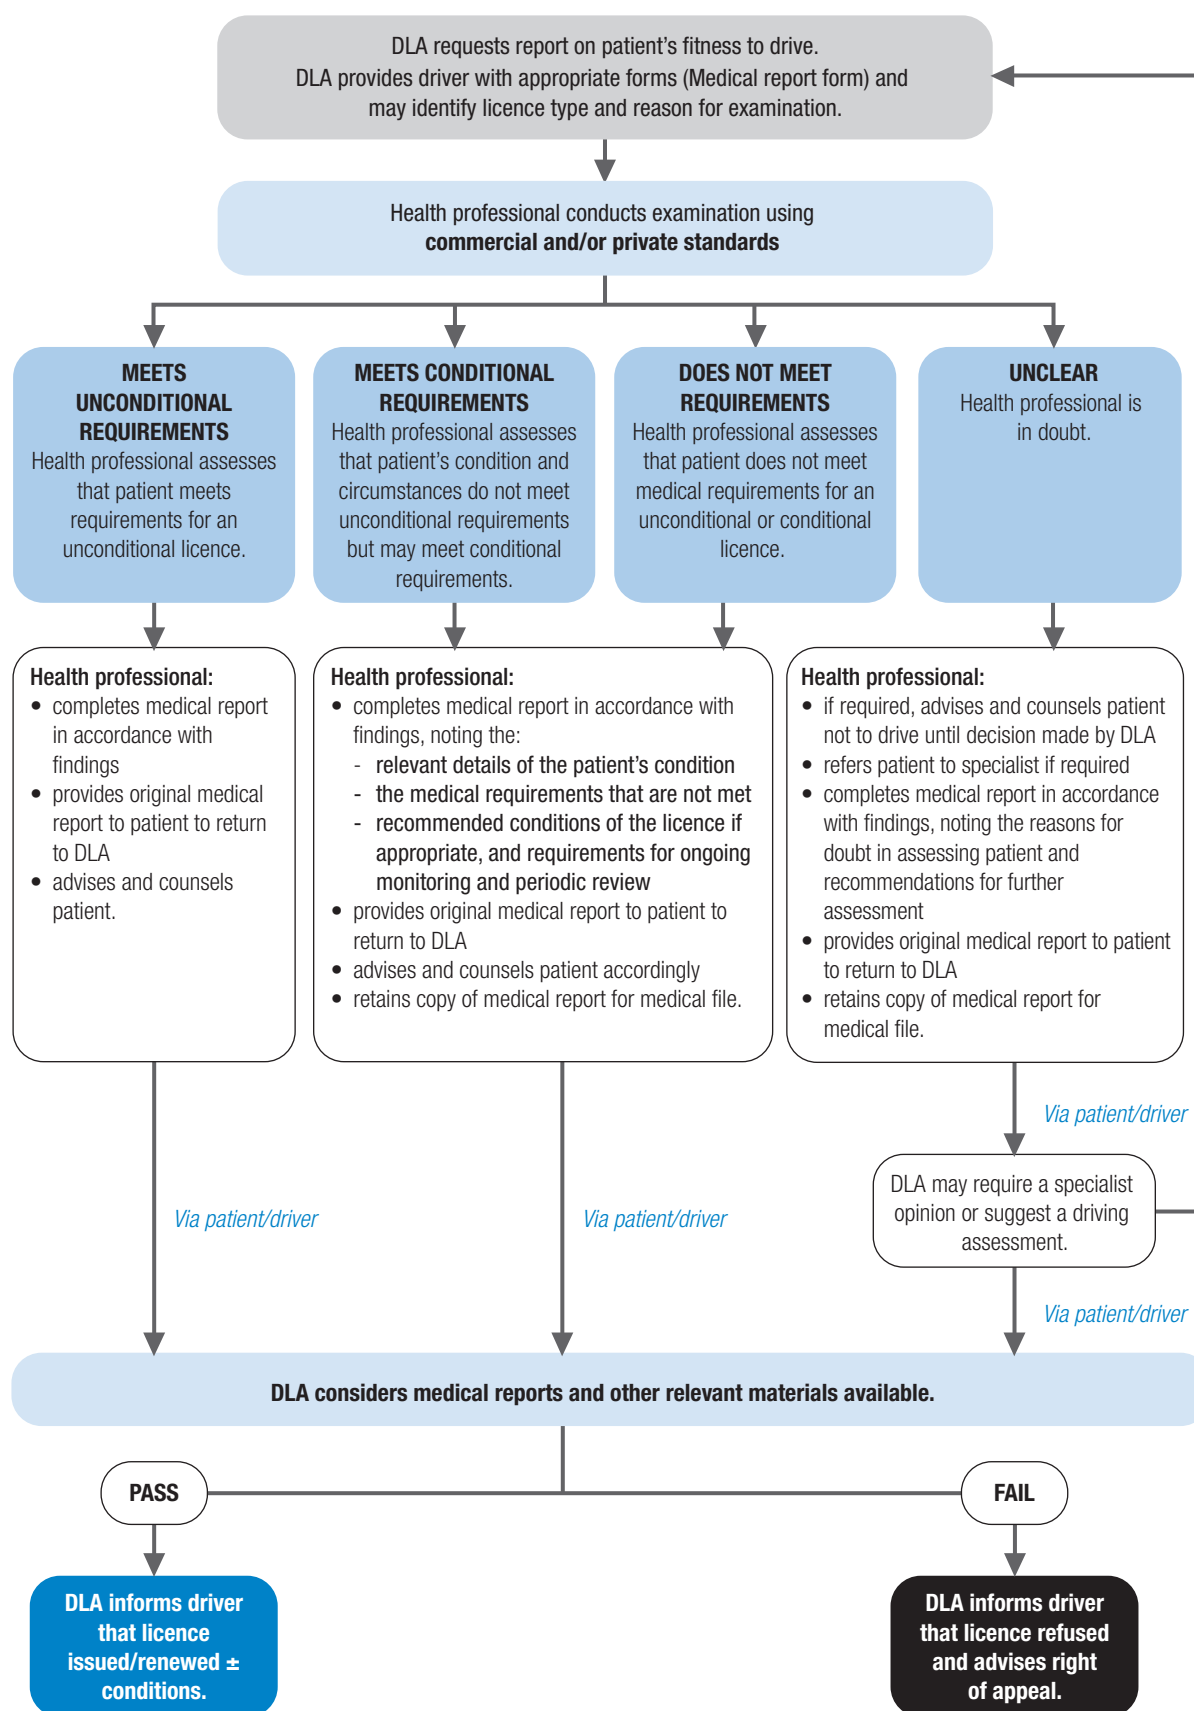 DLA requests report on patient’s fitness to drive.
DLA provides driver with appropriate forms (Medical report form) and
may identify licence type and reason for examination.
Health professional conducts examination using
commercial and/or private standards
MEETS
UNCONDITIONAL
REQUIREMENTS
Health professional assesses
that patient meets
requirements for an
unconditional licence.
MEETS CONDITIONAL
REQUIREMENTS
Health professional assesses
that patient’s condition and
circumstances do not meet
unconditional requirements
but may meet conditional
requirements.
DOES NOT MEET
REQUIREMENTS
Health professional assesses
that patient does not meet
medical requirements for an
unconditional or conditional
licence.
UNCLEAR
Health professional is
in doubt.
Health professional:
• completes medical report
in accordance with
findings
• provides original medical
report to patient to return
to DLA
• advises and counsels
patient.
Health professional:
• completes medical report in accordance with
findings, noting the:
- relevant details of the patient’s condition
- the medical requirements that are not met
- recommended conditions of the licence if
appropriate, and requirements for ongoing
monitoring and periodic review
• provides original medical report to patient to
return to DLA
• advises and counsels patient accordingly
• retains copy of medical report for medical file.
Health professional:
• if required, advises and counsels patient
not to drive until decision made by DLA
• refers patient to specialist if required
• completes medical report in accordance
with findings, noting the reasons for
doubt in assessing patient and
recommendations for further
assessment
• provides original medical report to patient
to return to DLA
• retains copy of medical report for
medical file.
Via patient/driver
DLA may require a specialist
opinion or suggest a driving
assessment.
Via patient/driver
Via patient/driver
Via patient/driver
DLA considers medical reports and other relevant materials available.
PASS
FAIL
DLA informs driver
that licence
issued/renewed ±
conditions.
DLA informs driver
that licence refused
and advises right
of appeal.